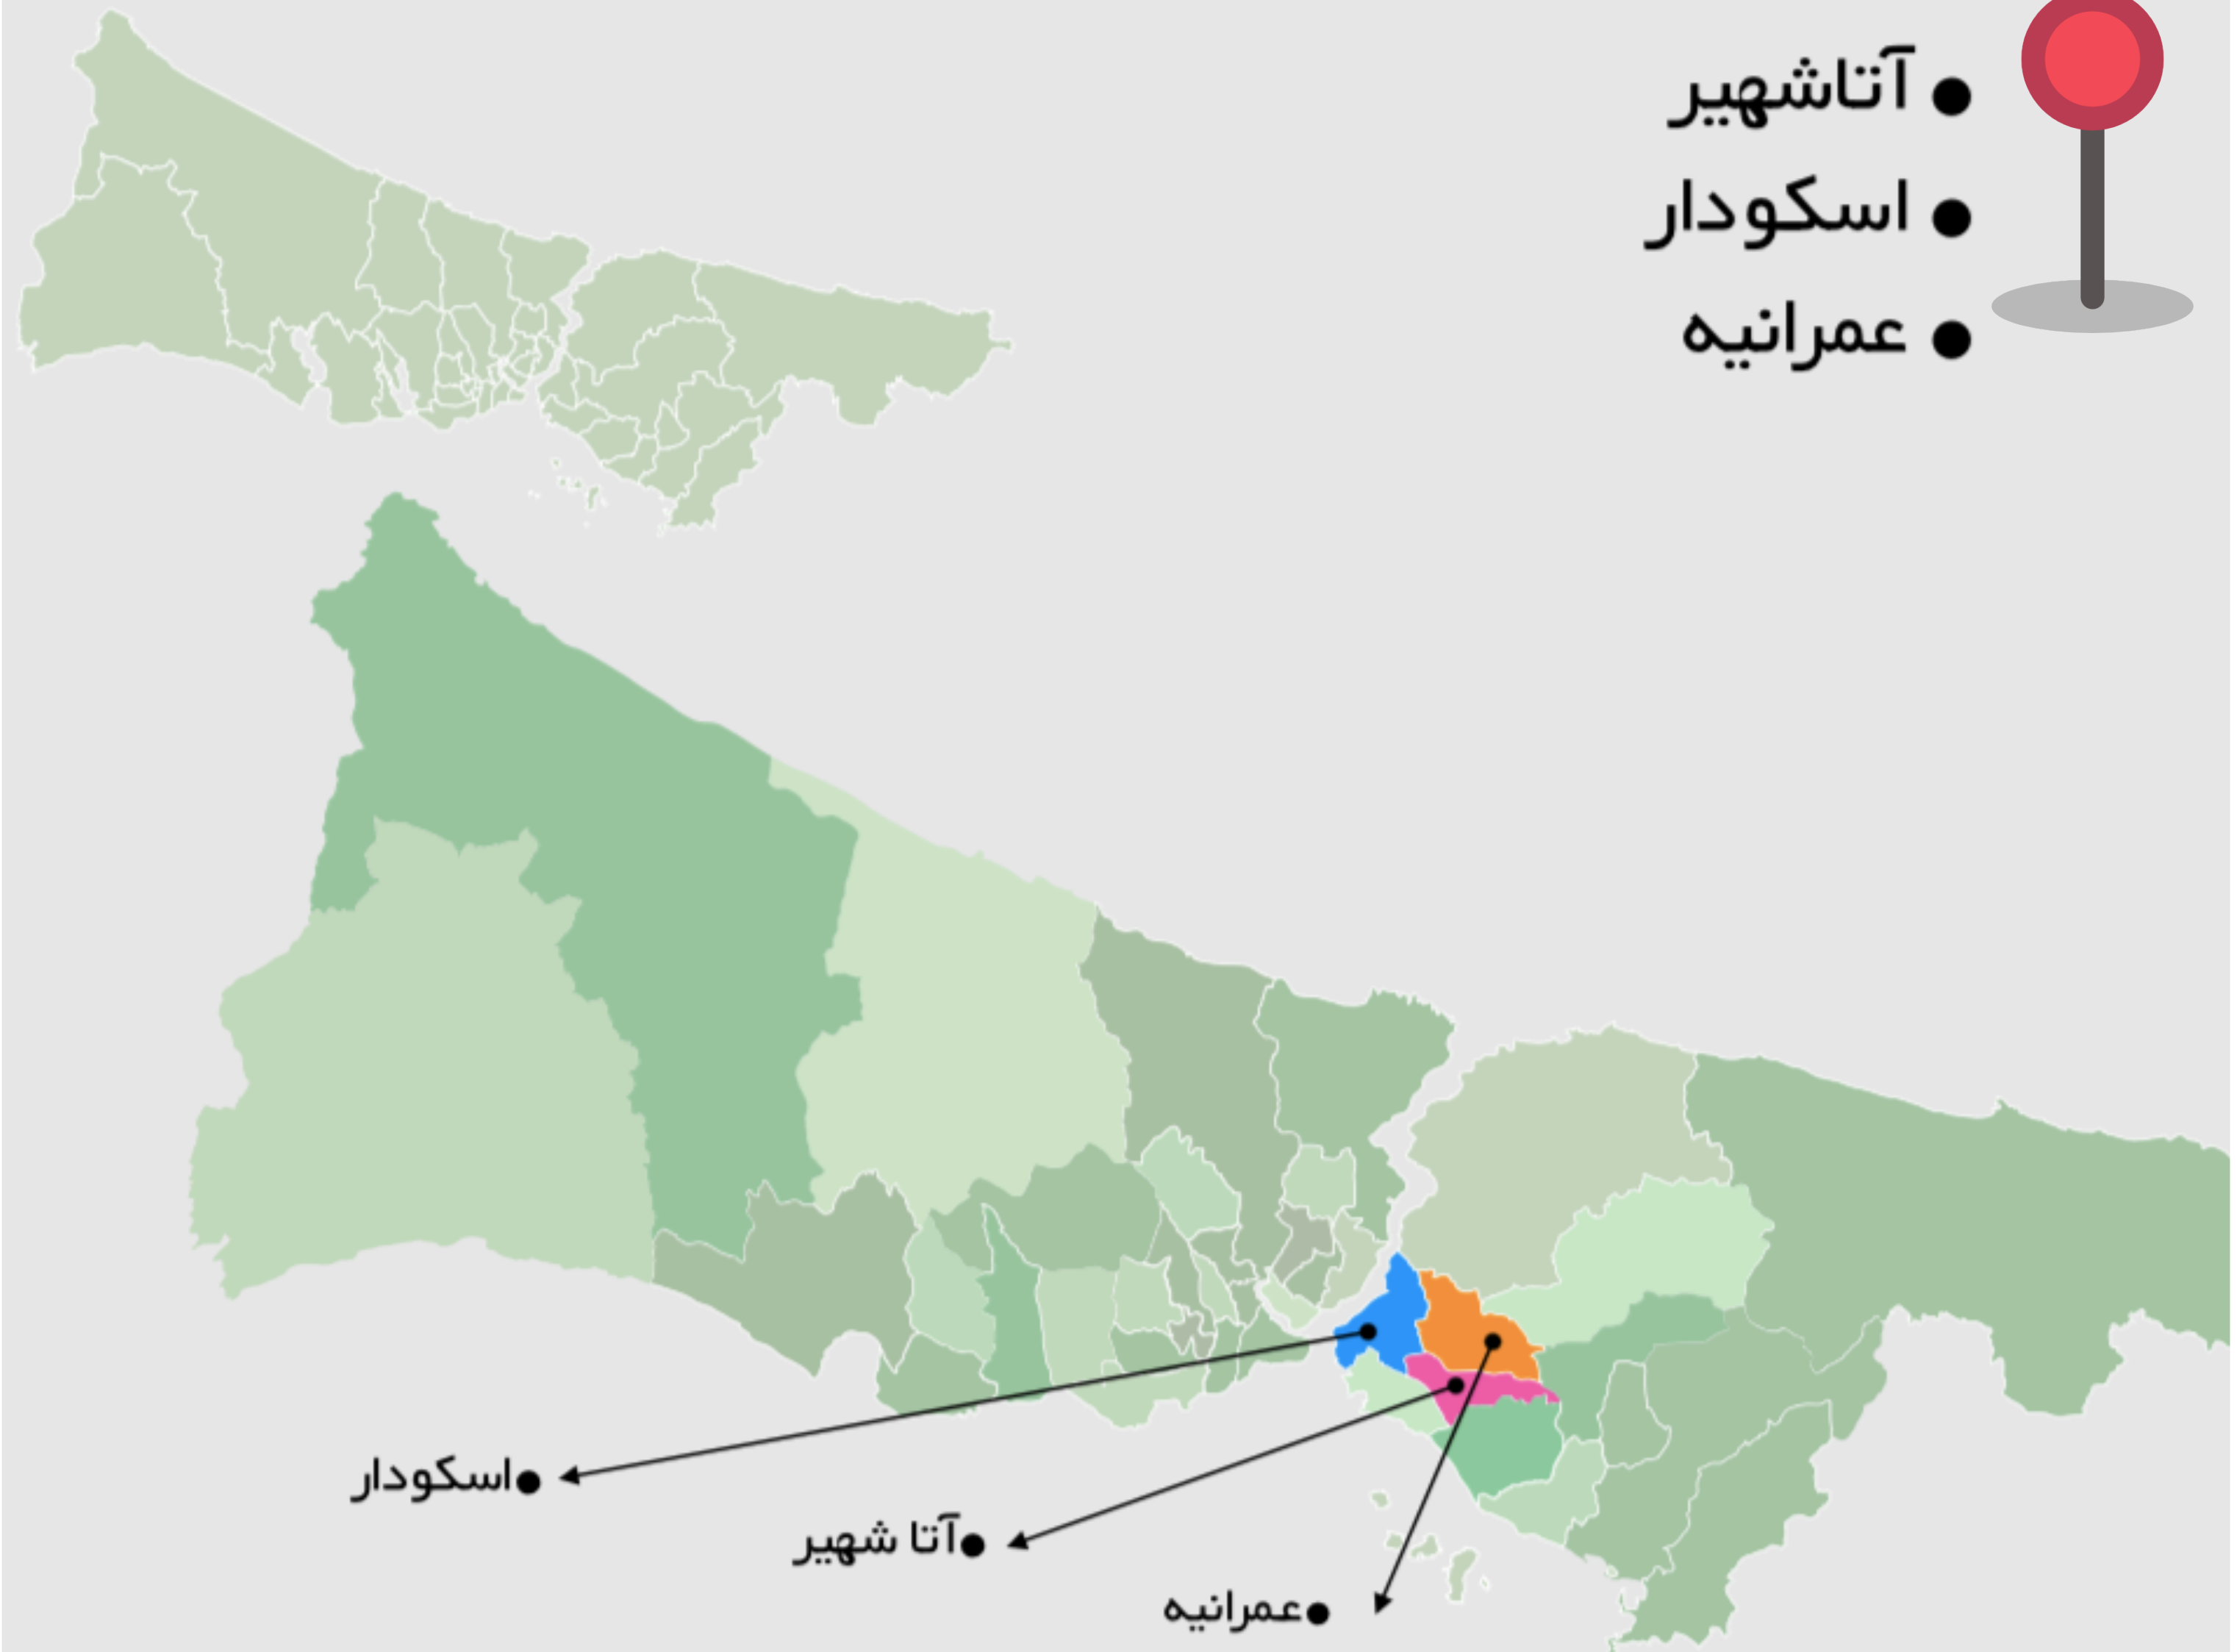 ● آتاشهیر
● اسکودار
● عمرانیه
●اسکودار
●آتا شهیر
●عمرانیه